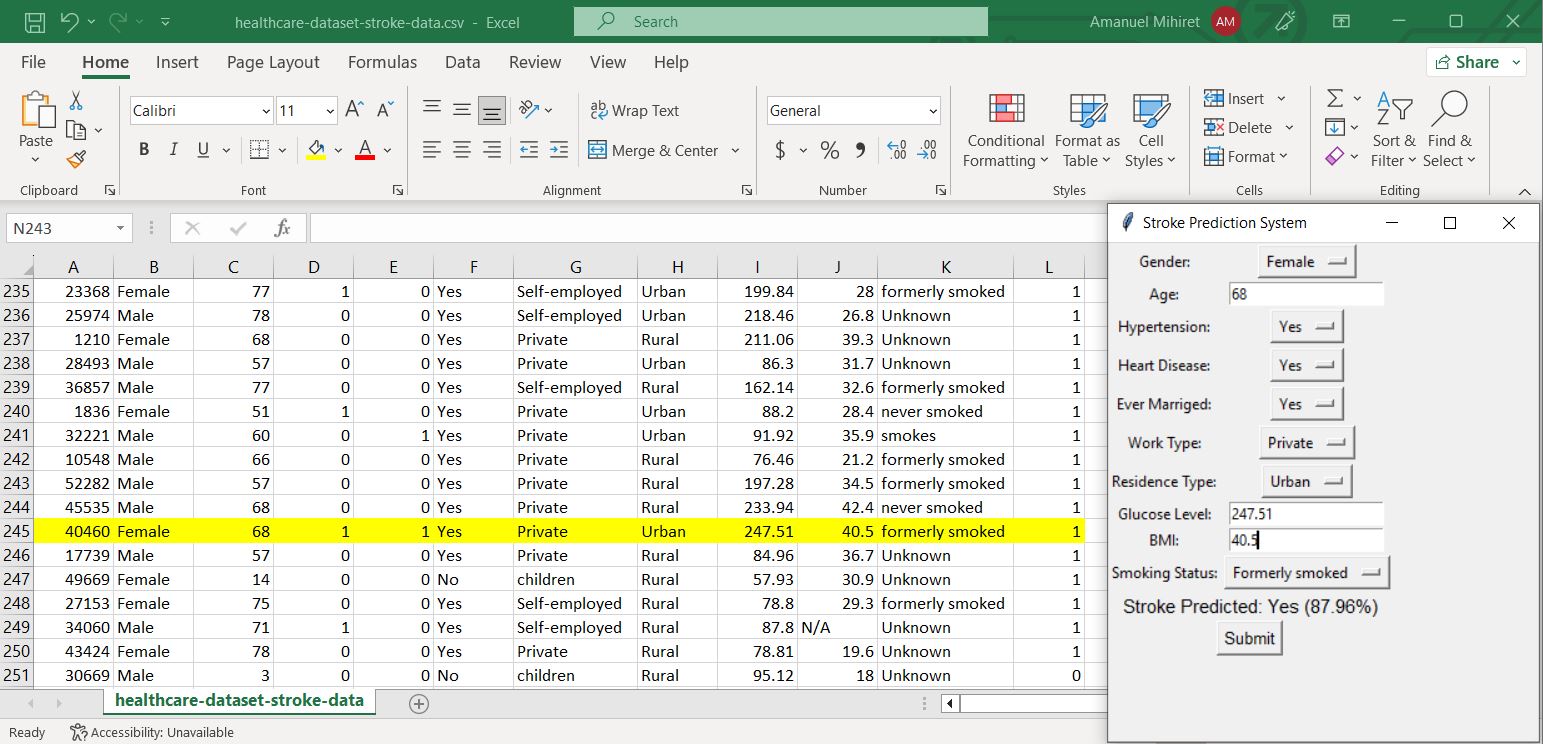 healthcare-dataset-stroke-data.csv - Excel
Search
Amanuel Mihiret AM
File Home Insert Page Layout Formulas Data Review View Help
Share
Paste
Calibri 11
B I U
Wrap Text
Merge & Center
General
$ % ,
Conditional Formatting
Format as Table
Cell Styles
Insert
Delete
Format
Sort & Filter
Find & Select
Clipboard Font Alignment Number Styles Cells Editing
N243 fx
A B C D E F G H I J K L
235 23368 Female 77 1 0 Yes Self-employed Urban 199.84 28 formerly smoked 1
236 25974 Male 78 0 0 Yes Self-employed Urban 218.46 26.8 Unknown 1
237 1210 Female 68 0 0 Yes Private Rural 211.06 39.3 Unknown 1
238 28493 Male 57 0 0 Yes Private Urban 86.3 31.7 Unknown 1
239 36857 Male 77 0 0 Yes Self-employed Rural 162.14 32.6 formerly smoked 1
240 1836 Female 51 1 0 Yes Private Urban 88.2 28.4 never smoked 1
241 32221 Male 60 0 1 Yes Private Urban 91.92 35.9 smokes 1
242 10548 Male 66 0 0 Yes Private Rural 76.46 21.2 formerly smoked 1
243 52282 Male 57 0 0 Yes Private Rural 197.28 34.5 formerly smoked 1
244 45535 Male 68 0 0 Yes Private Rural 233.94 42.4 never smoked 1
245 40460 Female 68 1 1 Yes Private Urban 247.51 40.5 formerly smoked 1
246 17739 Male 57 0 0 Yes Private Rural 84.96 36.7 Unknown 1
247 49669 Female 14 0 0 No children Rural 57.93 30.9 Unknown 1
248 27153 Female 75 0 0 Yes Self-employed Rural 78.8 29.3 formerly smoked 1
249 34060 Male 71 1 0 Yes Self-employed Rural 87.8 N/A Unknown 1
250 43424 Female 78 0 0 Yes Private Rural 78.81 19.6 Unknown 1
251 30669 Male 3 0 0 No children Rural 95.12 18 Unknown 0
healthcare-dataset-stroke-data
Ready Accessibility: Unavailable
Stroke Prediction System
Gender: Female
Age: 68
Hypertension: Yes
Heart Disease: Yes
Ever Marriged: Yes
Work Type: Private
Residence Type: Urban
Glucose Level: 247.51
BMI: 40.5
Smoking Status: Formerly smoked
Stroke Predicted: Yes (87.96%)
Submit